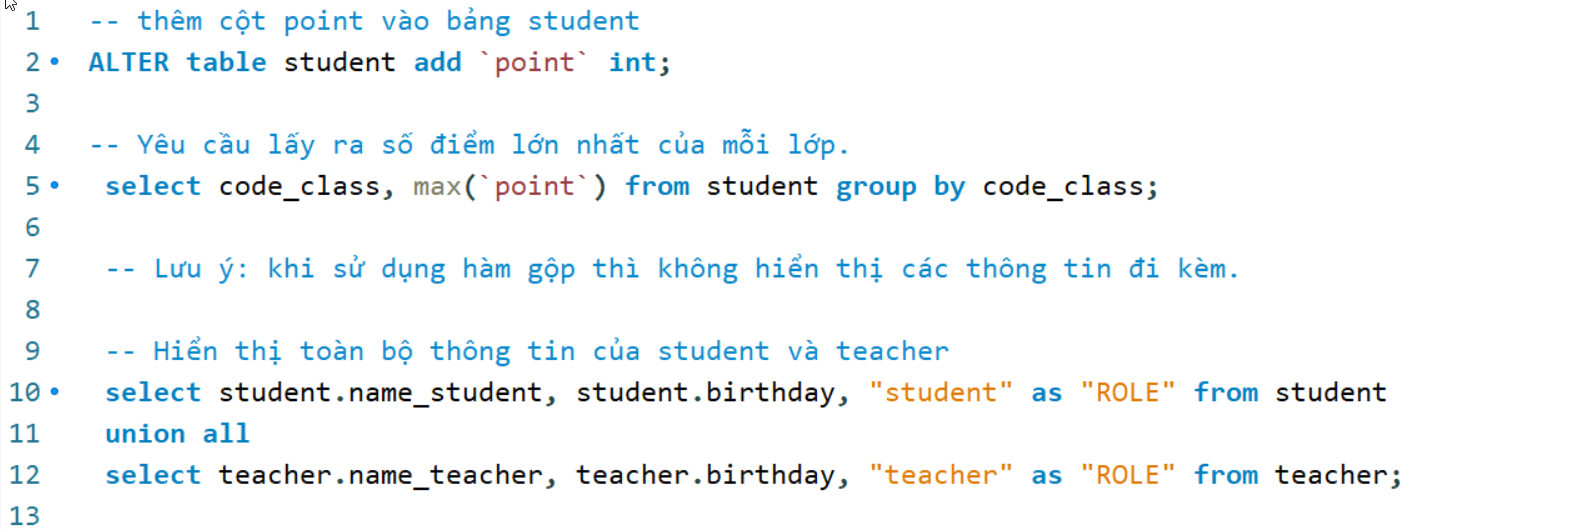 1 -- thêm cột point vào bảng student
2 ALTER table student add `point` int;
3
4 -- Yêu cầu lấy ra số điểm lớn nhất của mỗi lớp.
5 select code_class, max(`point`) from student group by code_class;
6
7 -- Lưu ý: khi sử dụng hàm gộp thì không hiển thị các thông tin đi kèm.
8
9 -- Hiển thị toàn bộ thông tin của student và teacher
10 select student.name_student, student.birthday, "student" as "ROLE" from student
11 union all
12 select teacher.name_teacher, teacher.birthday, "teacher" as "ROLE" from teacher;
13